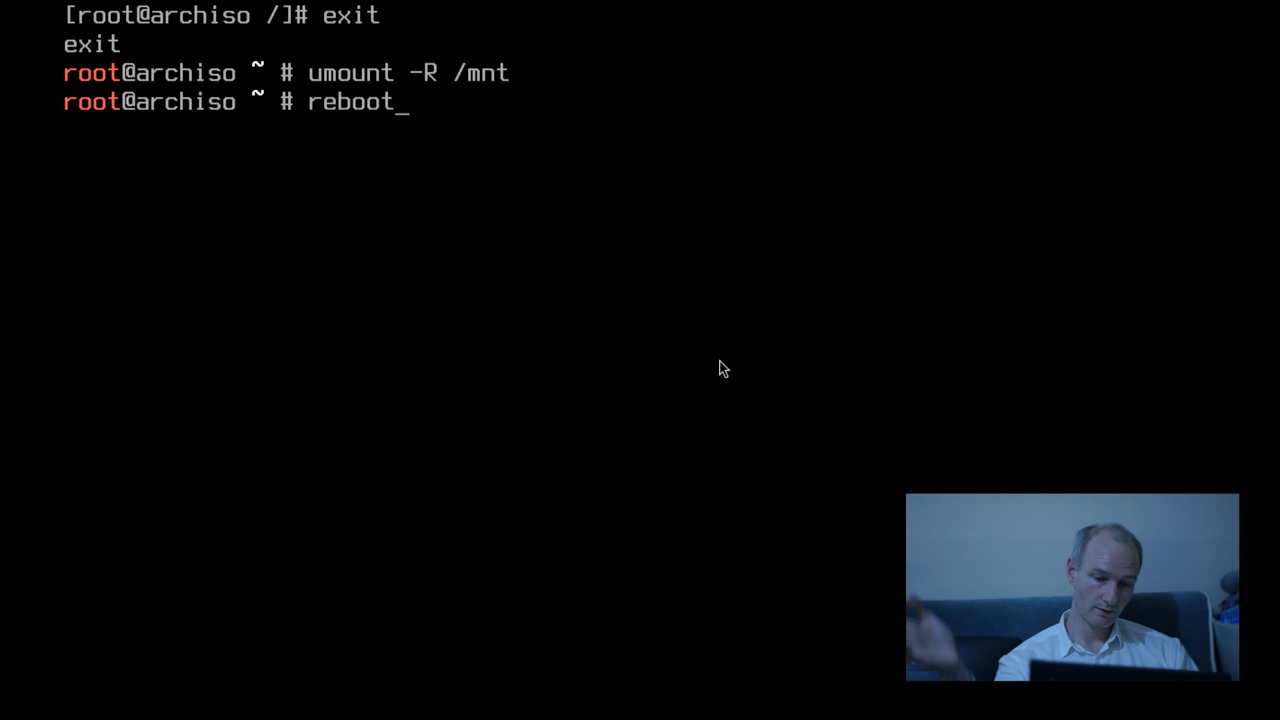 [root@archiso /]# exit
exit
root@archiso ~ # umount -R /mnt
root@archiso ~ # reboot_